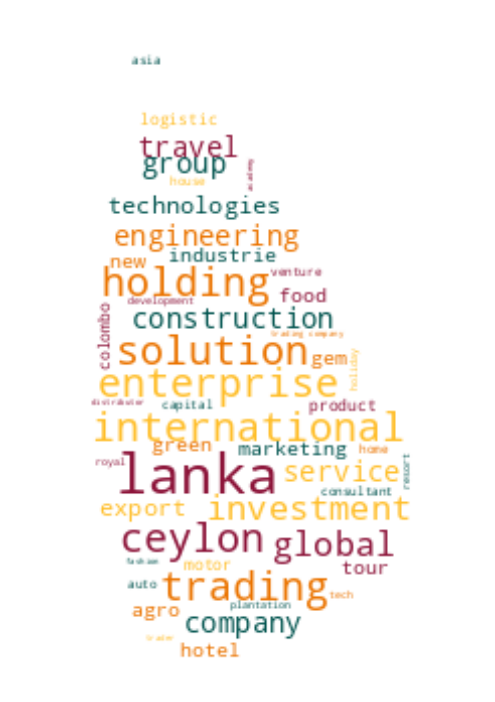 asia
logistic
travel
group
academy
house
technologies
engineering
industrie
new
venture
holding
food
development
colombo
construction
trading company
solution
gem
holiday
enterprise
distributor
capital
product
international
green
marketing
home
royal
lanka
service
resort
consultant
export
investment
ceylon
global
fashion
motor
tour
auto
trading
tech
agro
plantation
company
trader
hotel